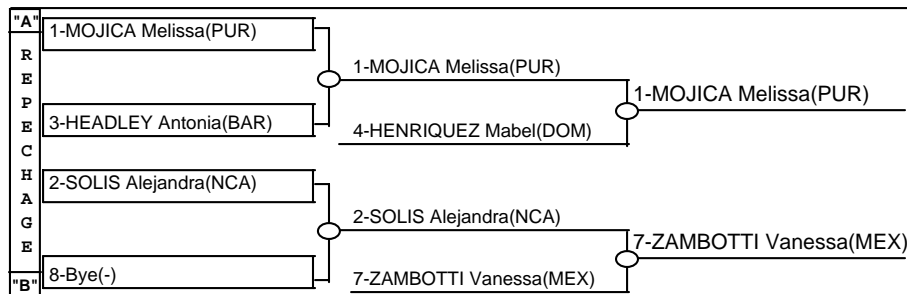 "A"
REPECHAGE
"B"
1-MOJICA Melissa(PUR)
3-HEADLEY Antonia(BAR)
2-SOLIS Alejandra(NCA)
8-Bye(-)
1-MOJICA Melissa(PUR)
4-HENRIQUEZ Mabel(DOM)
2-SOLIS Alejandra(NCA)
7-ZAMBOTTI Vanessa(MEX)
1-MOJICA Melissa(PUR)
7-ZAMBOTTI Vanessa(MEX)